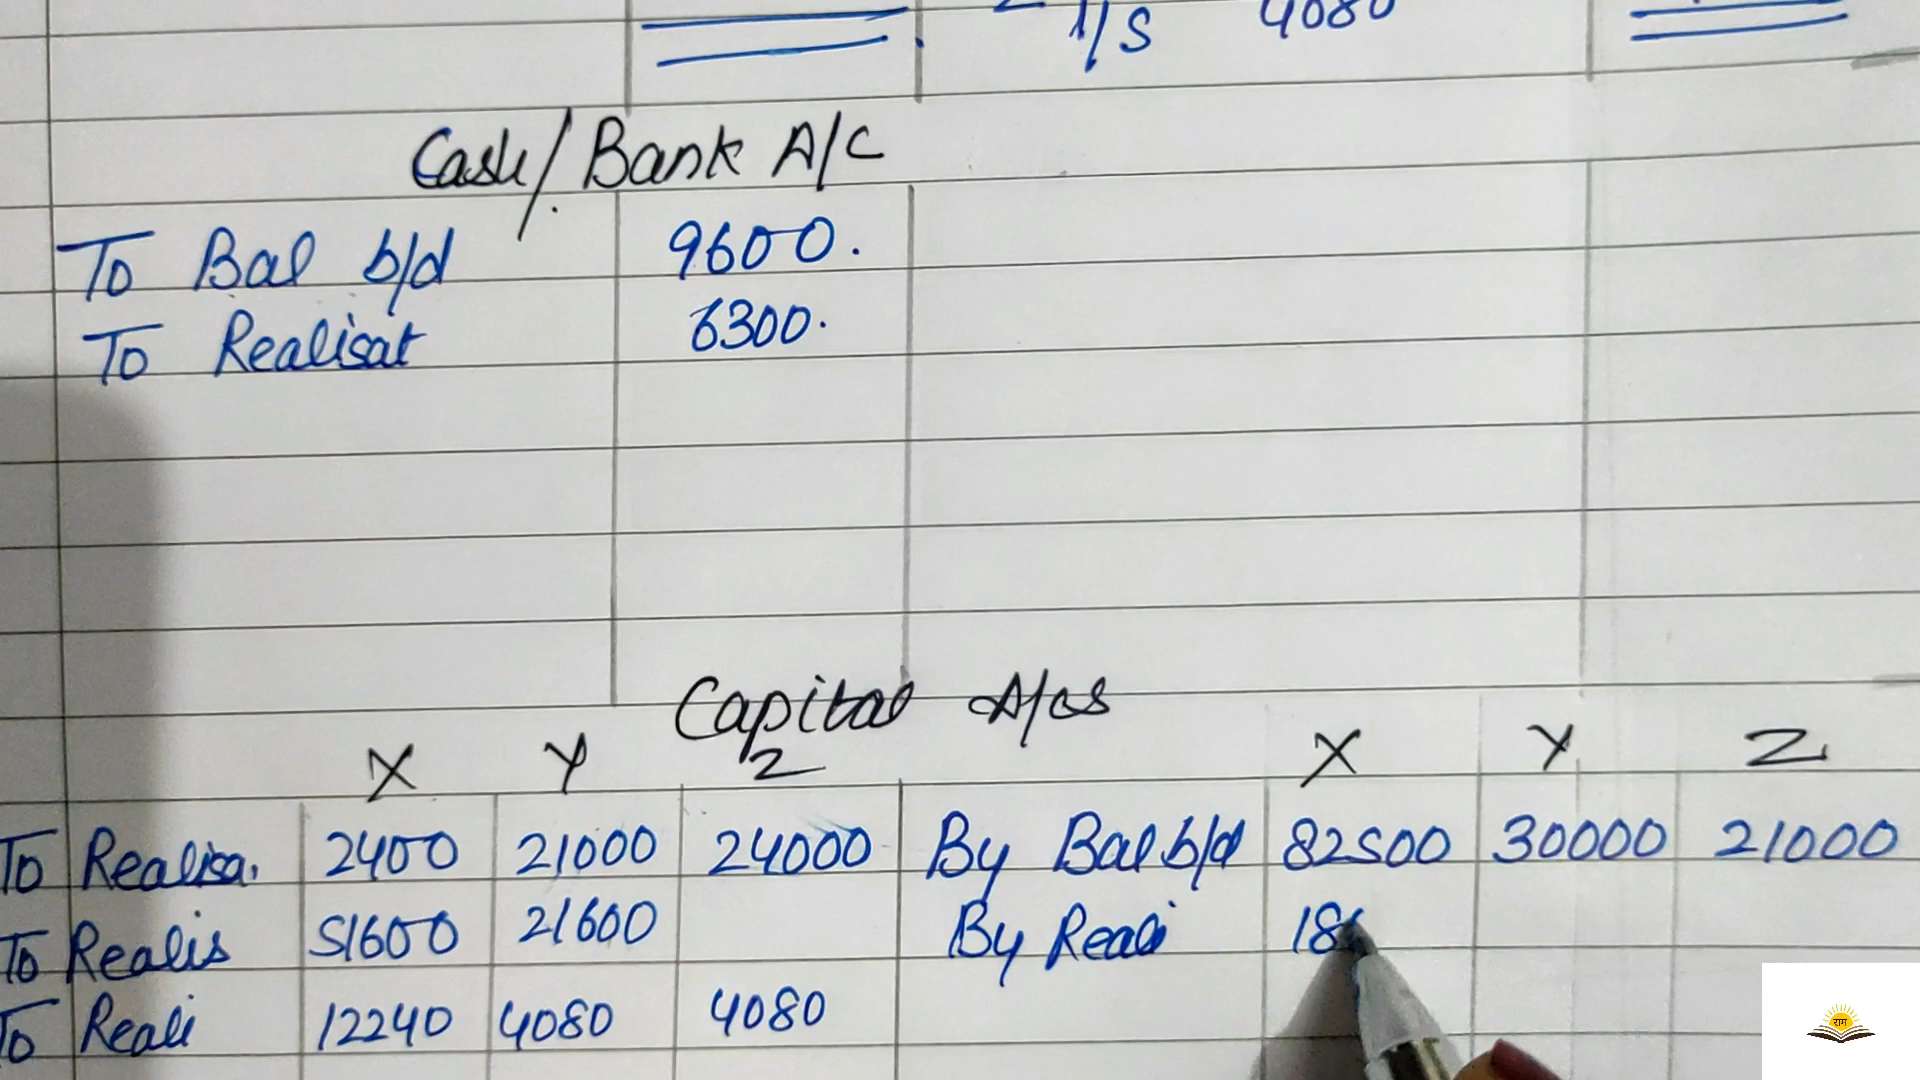 1/s 4080
Cash/Bank A/C
To Bal b/d 9600.
To Realisat 6300.
Capital A/cs
X Y Z X Y Z
To Realisa. 2400 21000 24000 By Bal b/d 82500 30000 21000
To Realis 51600 21600 By Reali 18
To Reali 12240 4080 4080
राम